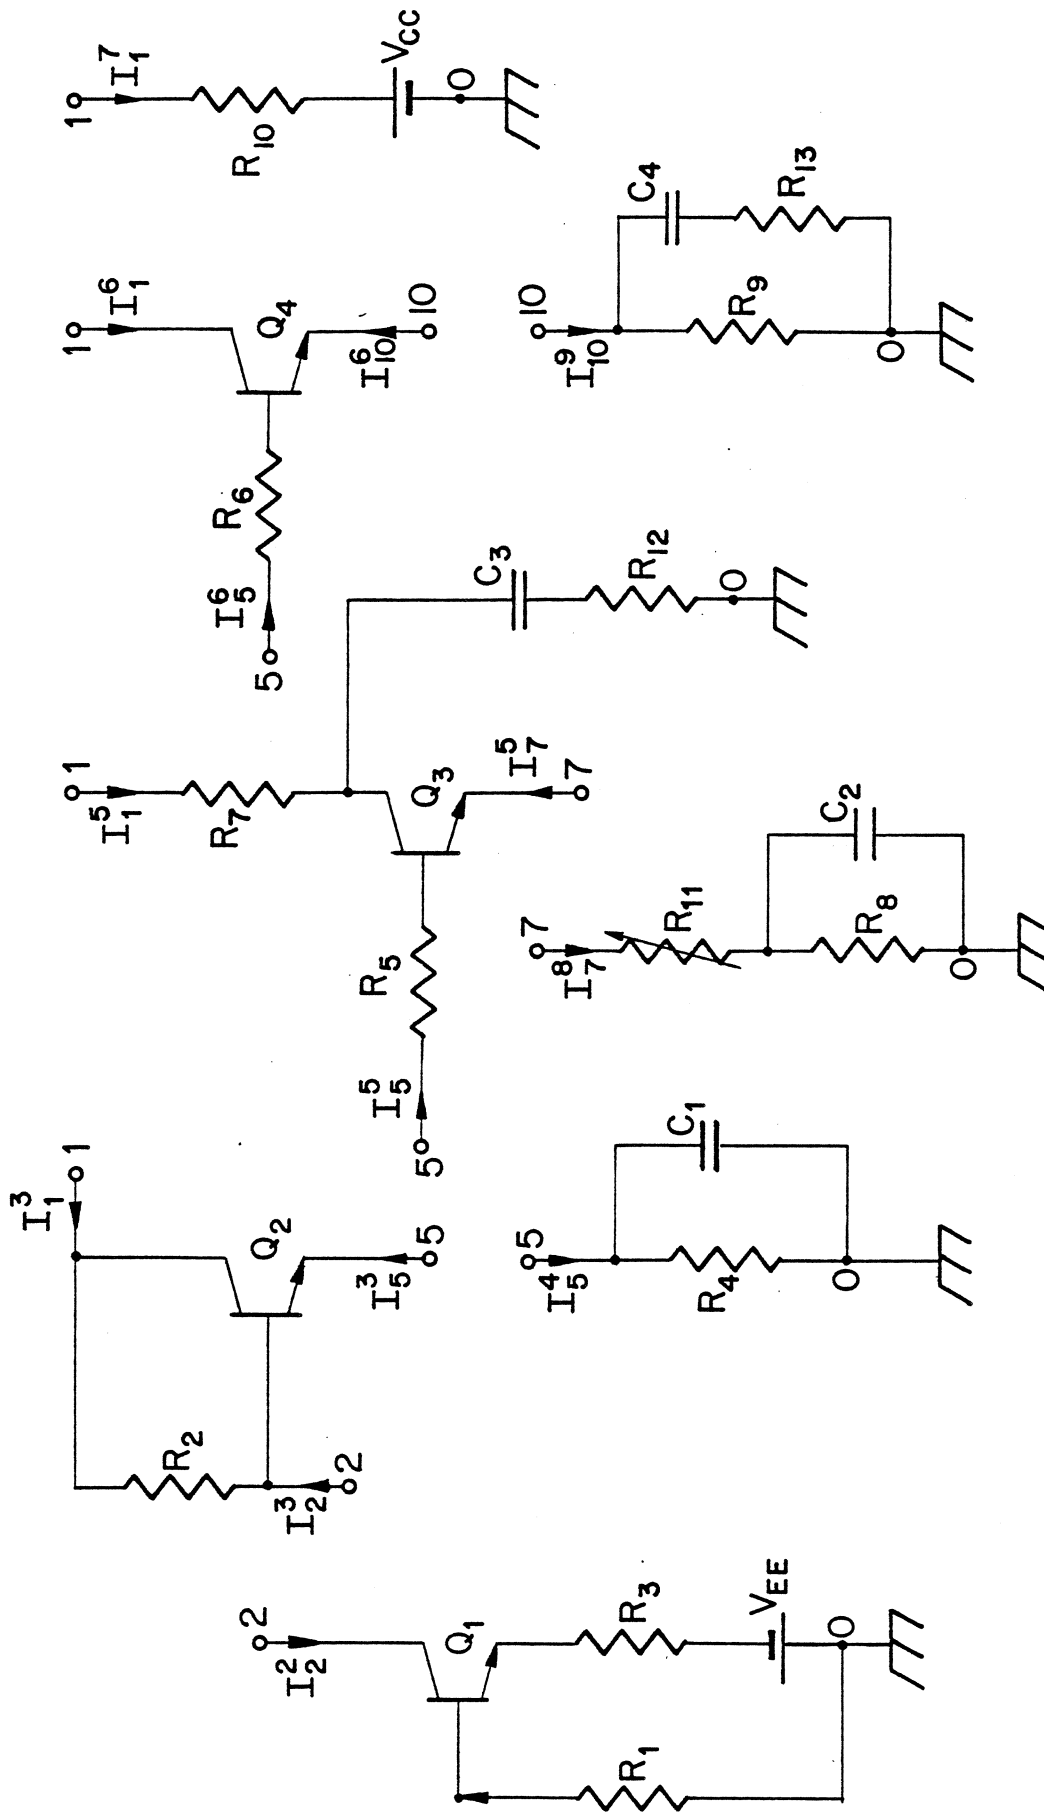 2
I₂²
Q₁
R₁
R₃
V_EE
0
1
I₁³
R₂
Q₂
I₂³
2
I₅³
5
5
I₅⁴
R₄
C₁
0
1
I₁⁵
R₇
5
I₅⁵
R₅
Q₃
I₇⁵
7
C₃
R₁₂
0
7
I₇⁸
R₁₁
R₈
C₂
0
1
I₁⁶
5
I₅⁶
R₆
Q₄
I₁₀⁶
10
10
I₁₀⁹
R₉
C₄
R₁₃
0
1
I₁⁷
R₁₀
V_CC
0